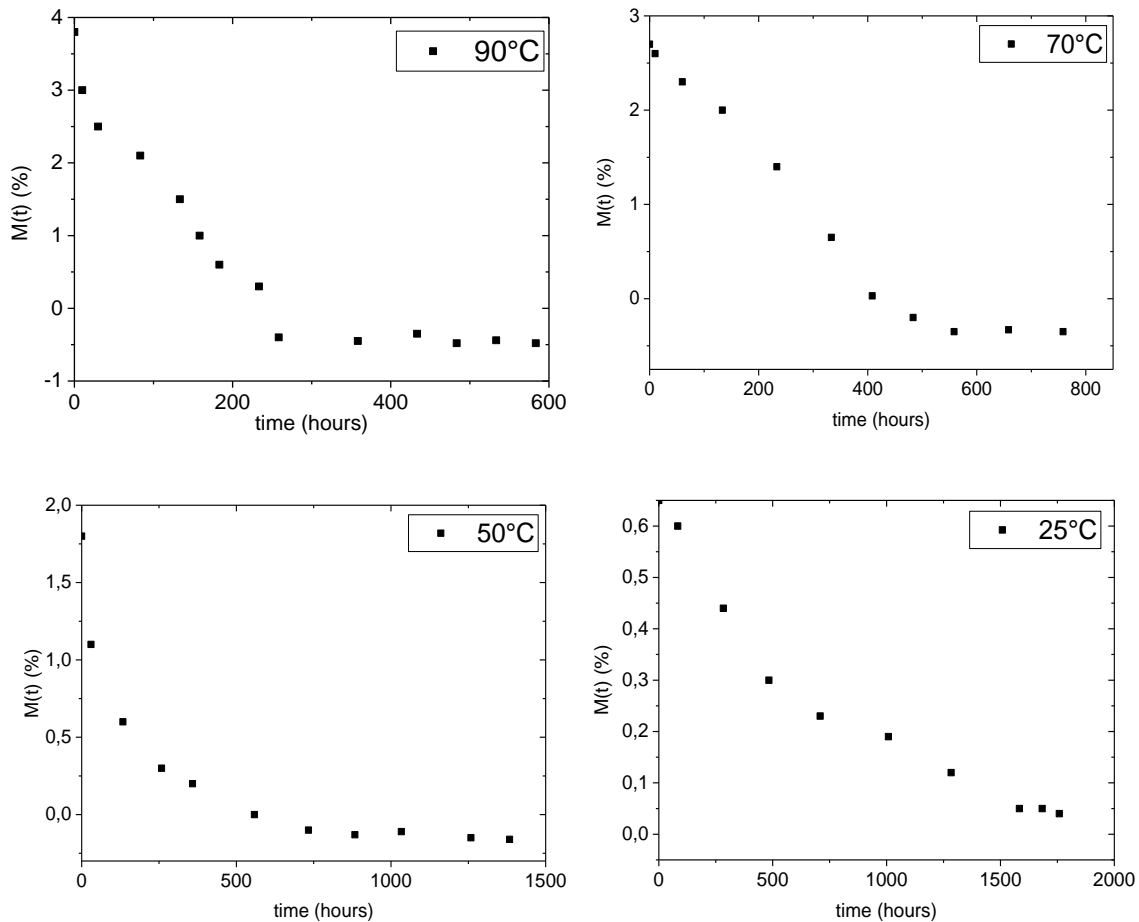 90°C
4
3
2
1
0
-1
M(t) (%)
0 200 400 600
time (hours)
70°C
3
2
1
0
M(t) (%)
0 200 400 600 800
time (hours)
50°C
2,0
1,5
1,0
0,5
0,0
M(t) (%)
0 500 1000 1500
time (hours)
25°C
0,6
0,5
0,4
0,3
0,2
0,1
0,0
M(t) (%)
0 500 1000 1500 2000
time (hours)